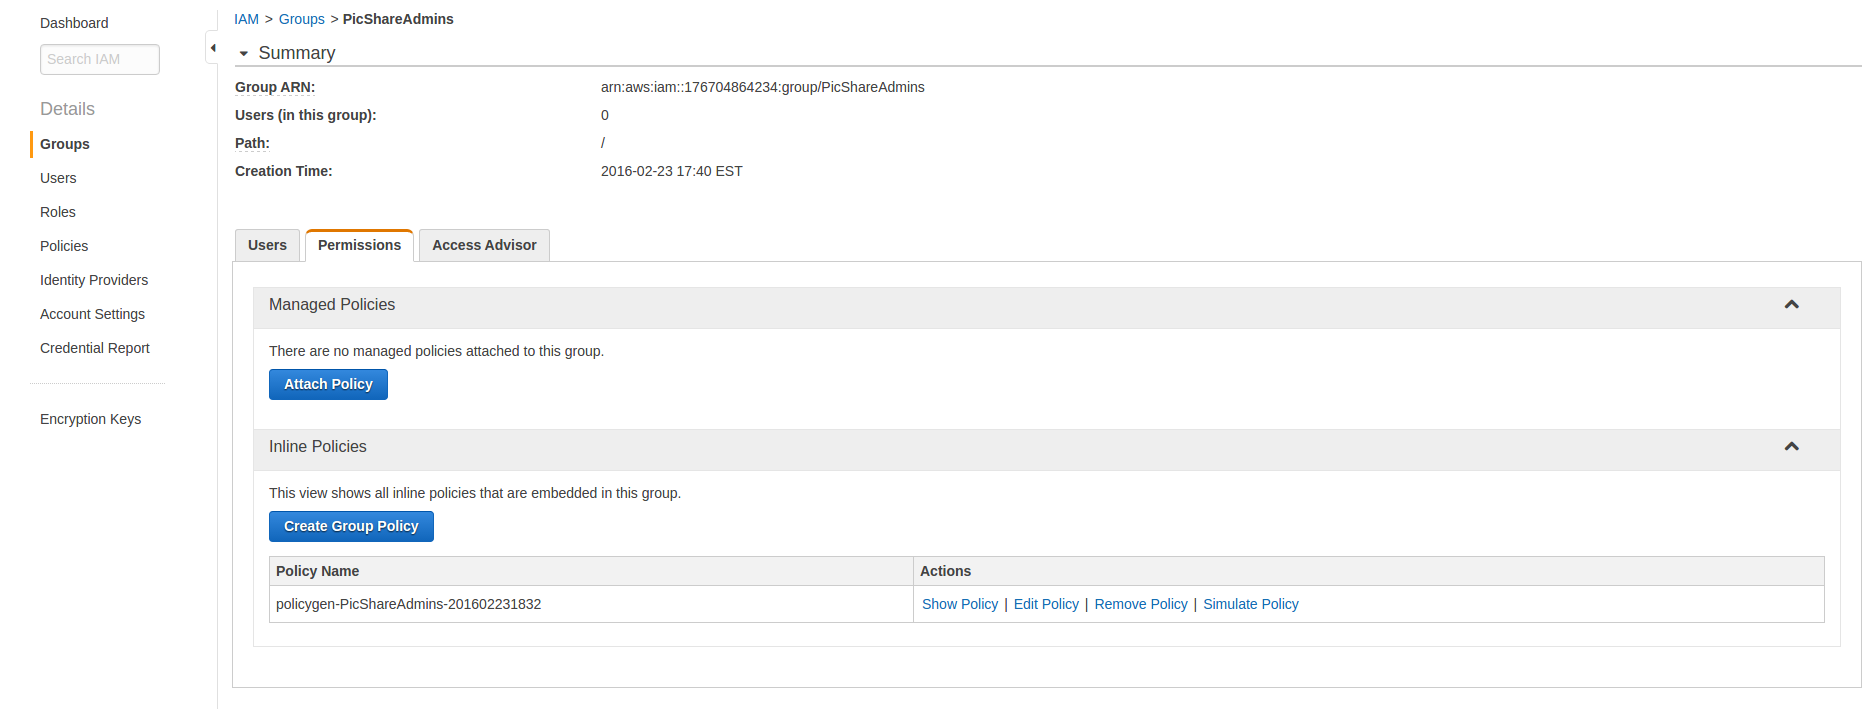 Dashboard
Search IAM
Details
Groups
Users
Roles
Policies
Identity Providers
Account Settings
Credential Report
Encryption Keys
IAM > Groups > PicShareAdmins
Summary
Group ARN: arn:aws:iam::176704864234:group/PicShareAdmins
Users (in this group): 0
Path: /
Creation Time: 2016-02-23 17:40 EST
Users Permissions Access Advisor
Managed Policies
There are no managed policies attached to this group.
Attach Policy
Inline Policies
This view shows all inline policies that are embedded in this group.
Create Group Policy
Policy Name Actions
policygen-PicShareAdmins-201602231832 Show Policy | Edit Policy | Remove Policy | Simulate Policy